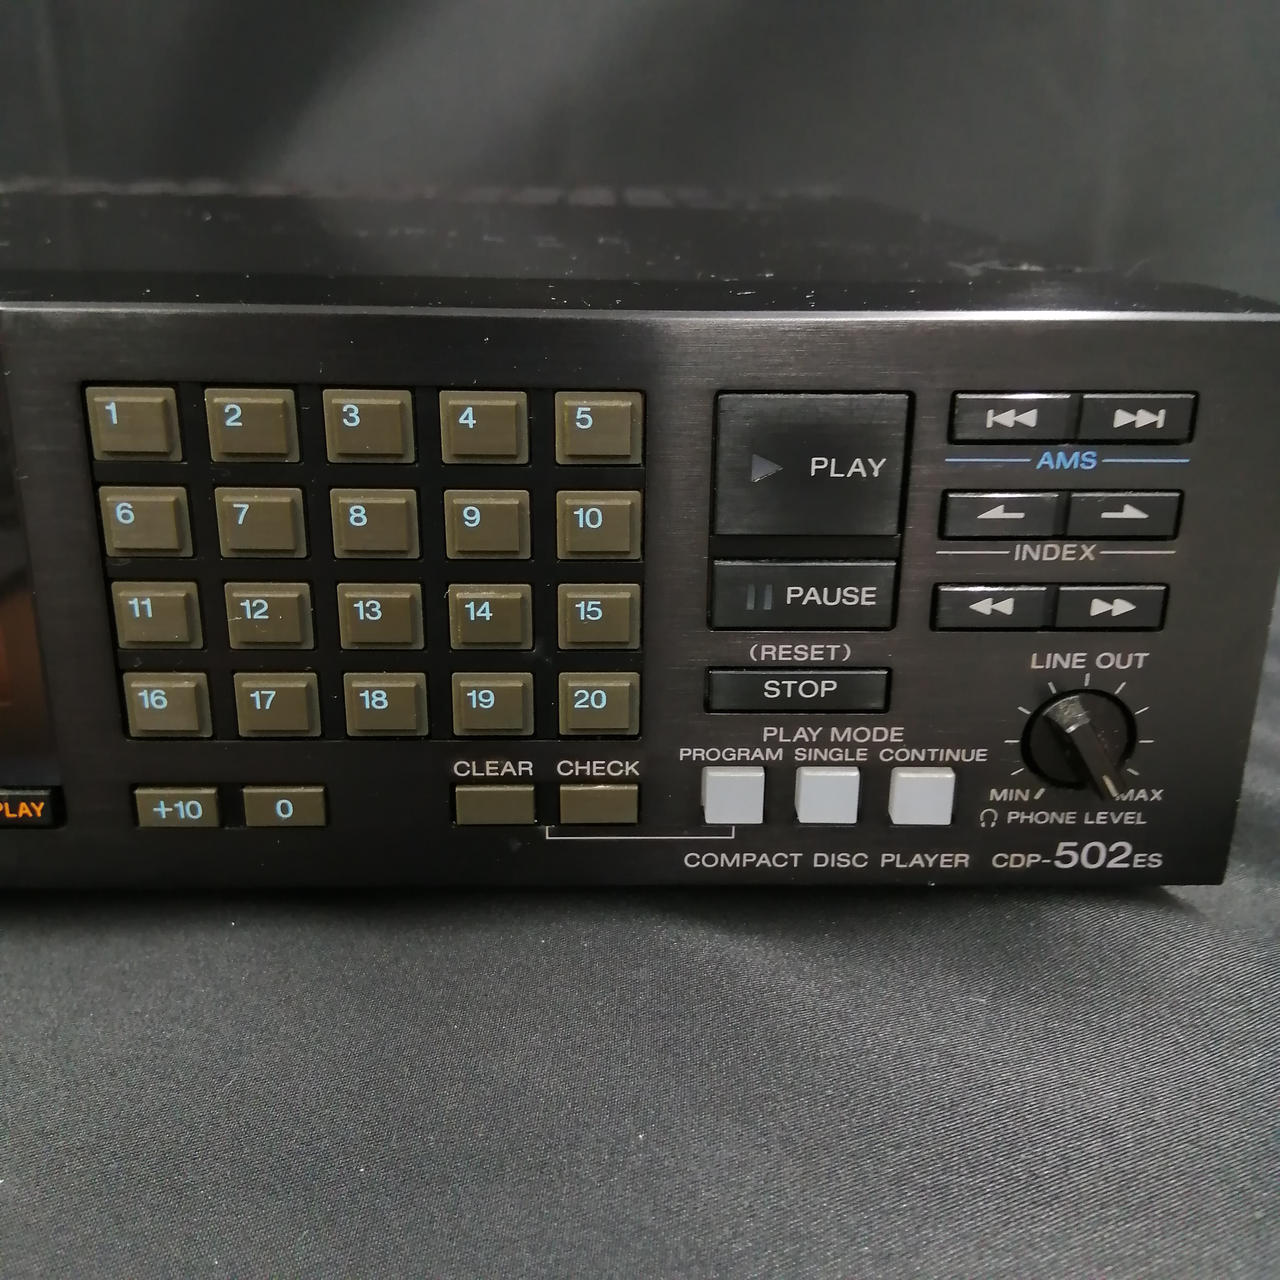 1 2 3 4 5
6 7 8 9 10
11 12 13 14 15
16 17 18 19 20
CLEAR CHECK
+10 0
PLAY
PLAY
PAUSE
(RESET)
STOP
PLAY MODE
PROGRAM SINGLE CONTINUE
AMS
INDEX
LINE OUT
MIN MAX
PHONE LEVEL
COMPACT DISC PLAYER CDP-502ES